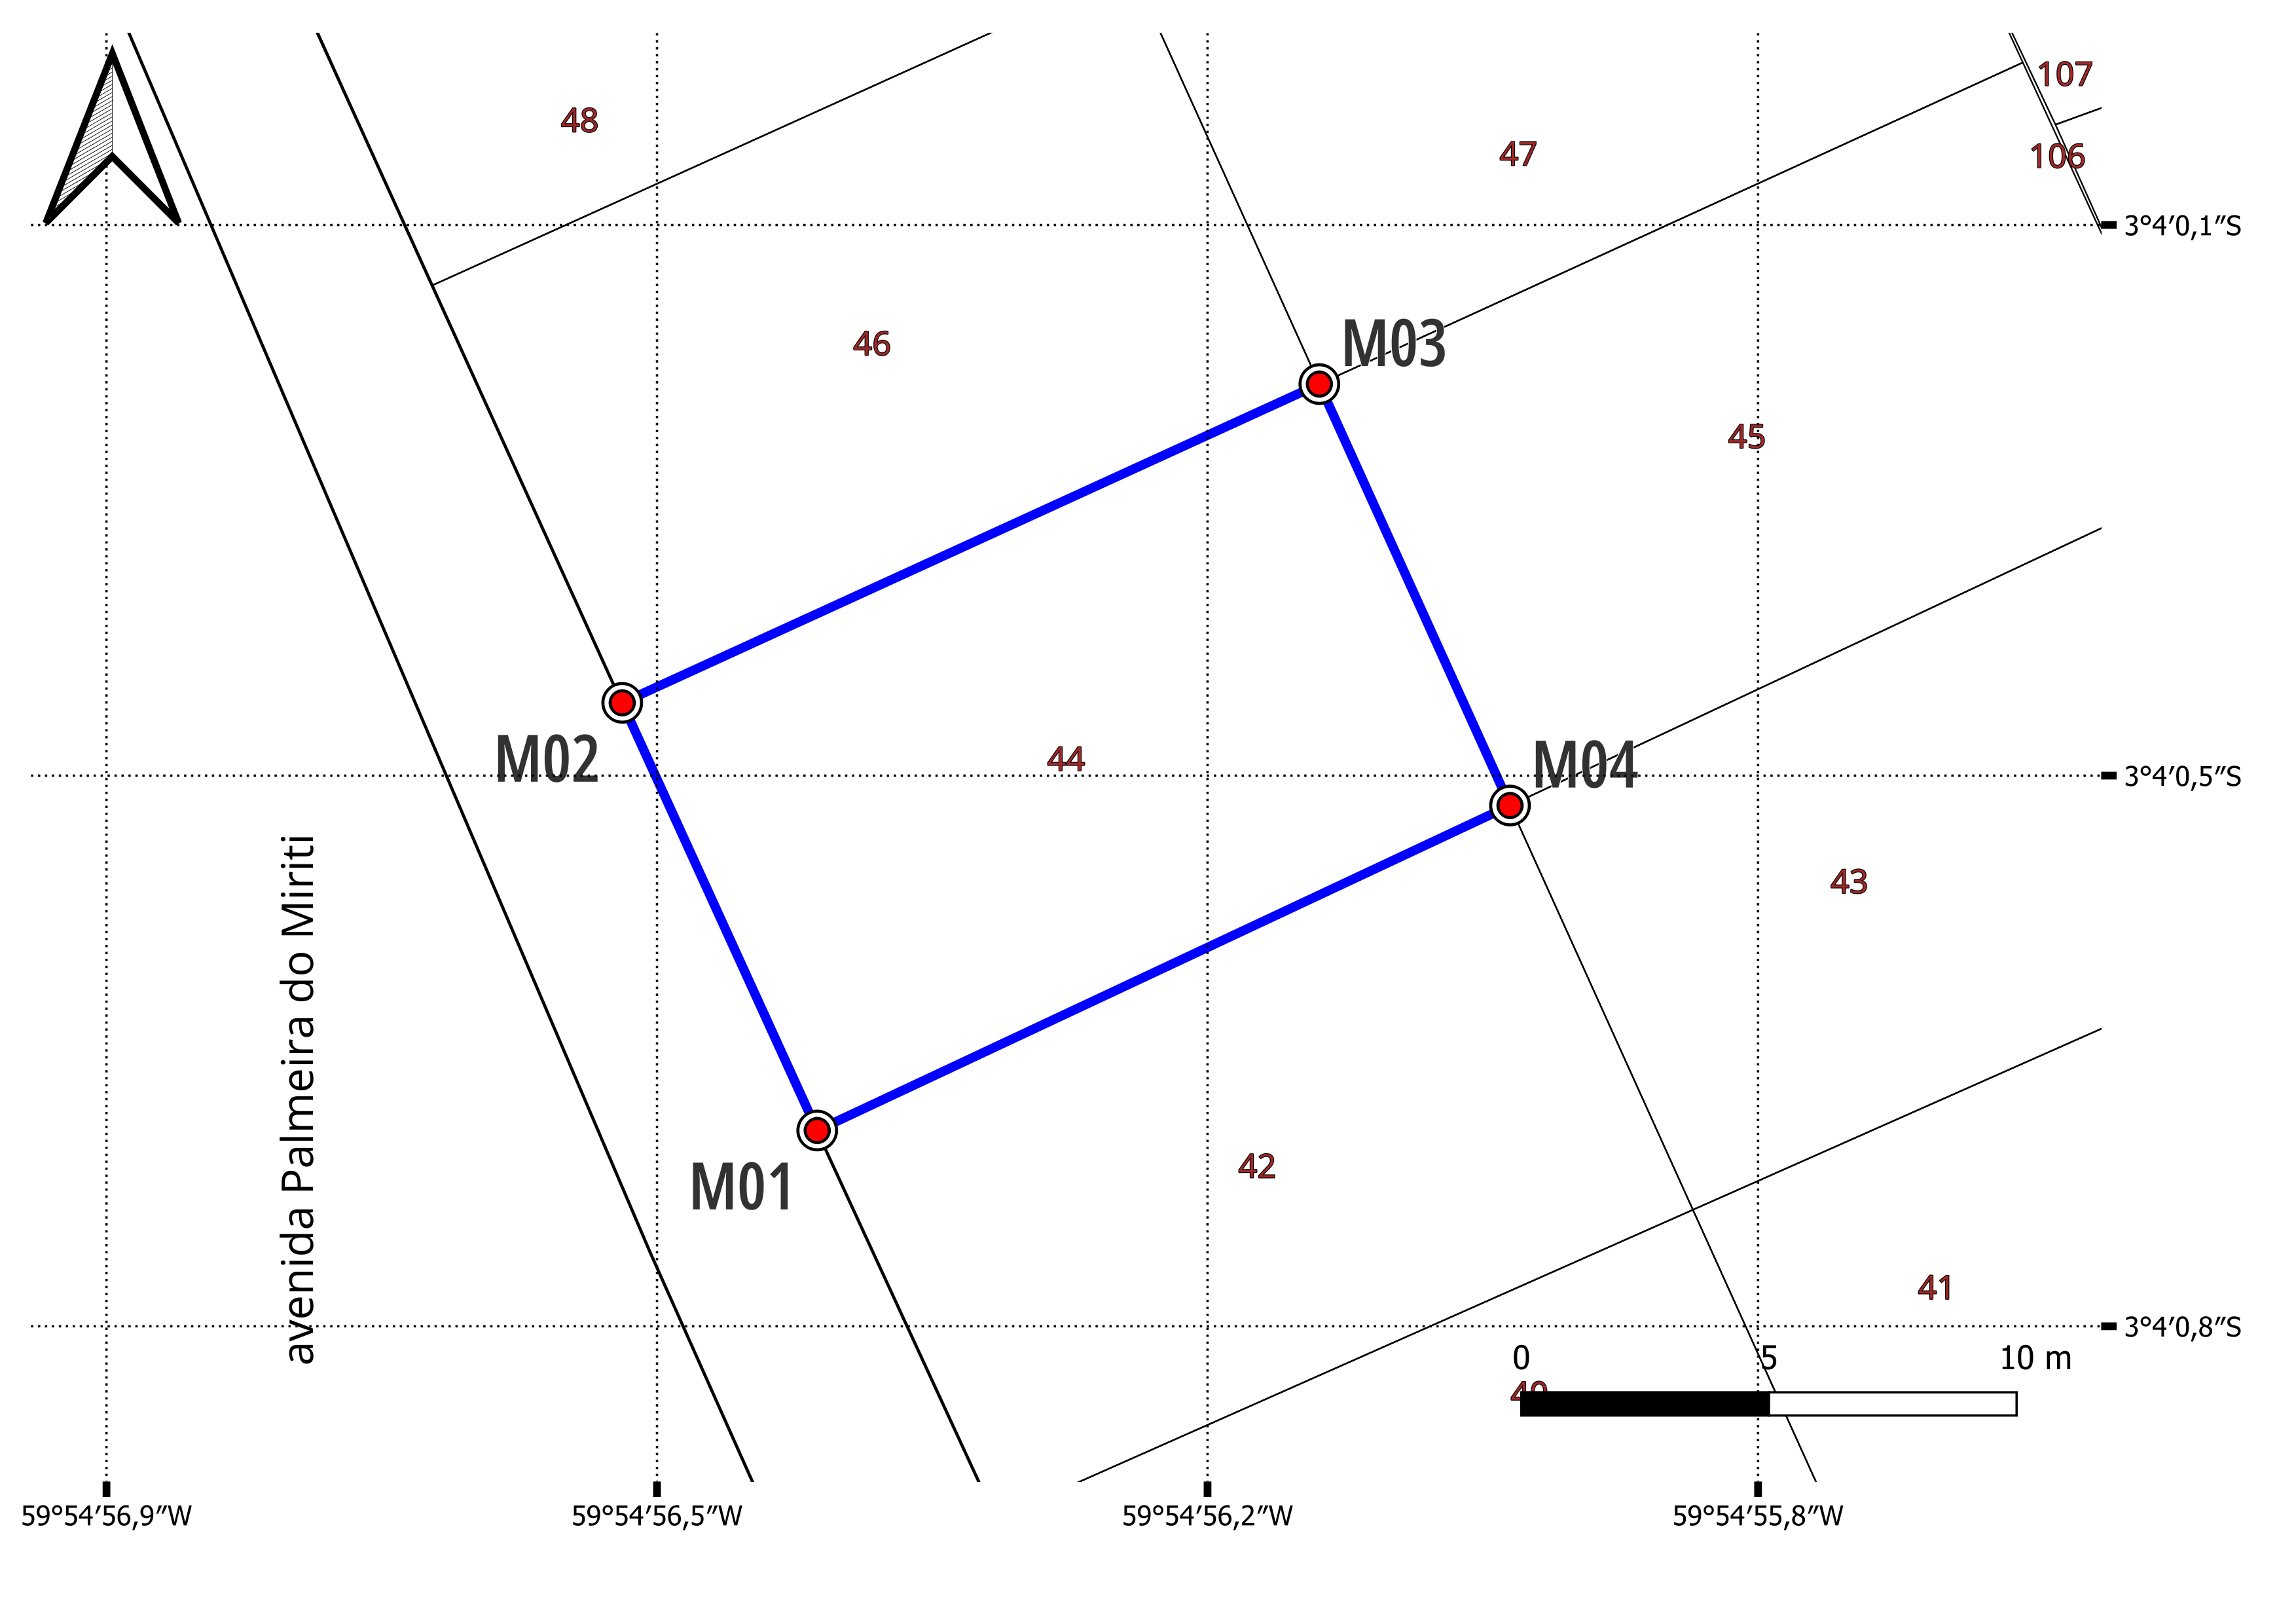 107
48
47
106
3°4′0,1″S
M03
46
45
M02
44
M04
3°4′0,5″S
43
avenida Palmeira do Miriti
42
M01
41
3°4′0,8″S
0 5 10 m
40
59°54′56,9″W 59°54′56,5″W 59°54′56,2″W 59°54′55,8″W